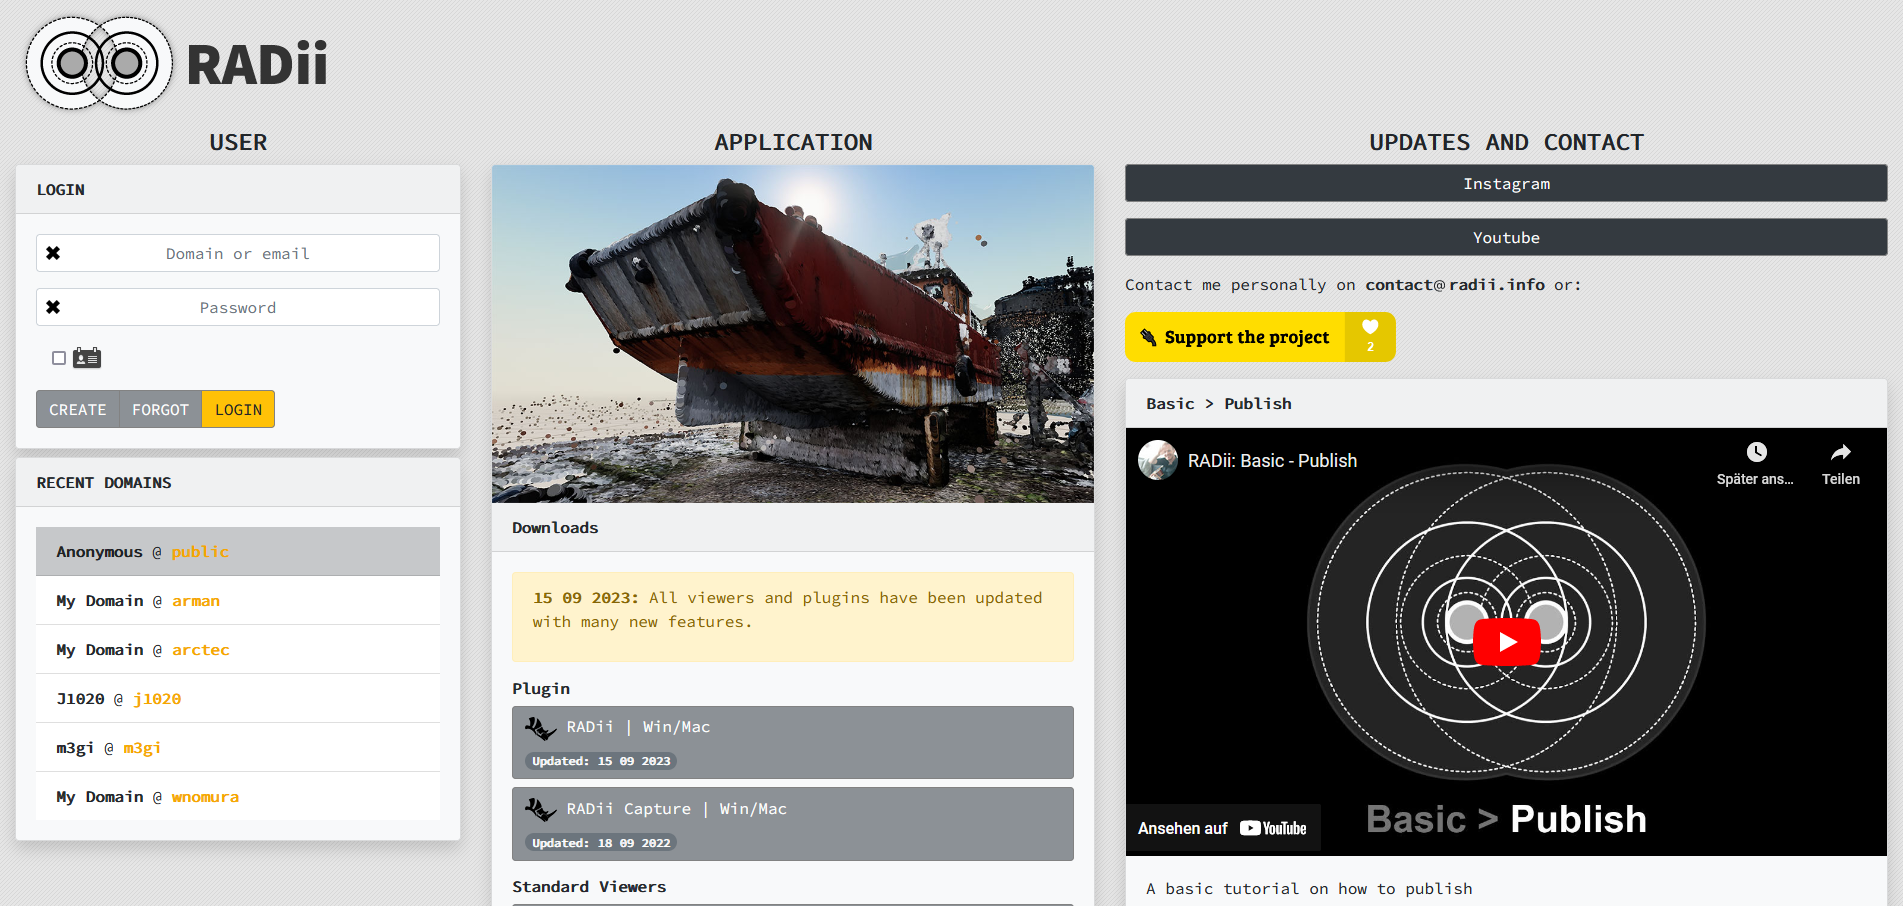 RADii
USER
LOGIN
Domain or email
Password
CREATE
FORGOT
LOGIN
RECENT DOMAINS
Anonymous @ public
My Domain @ arman
My Domain @ arctec
J1020 @ j1020
m3gi @ m3gi
My Domain @ wnomura
APPLICATION
Downloads
15 09 2023: All viewers and plugins have been updated
with many new features.
Plugin
RADii | Win/Mac
Updated: 15 09 2023
RADii Capture | Win/Mac
Updated: 18 09 2022
Standard Viewers
UPDATES AND CONTACT
Instagram
Youtube
Contact me personally on contact@radii.info or:
Support the project
2
Basic > Publish
RADii: Basic - Publish
Später ans...
Teilen
Basic > Publish
Ansehen auf YouTube
A basic tutorial on how to publish